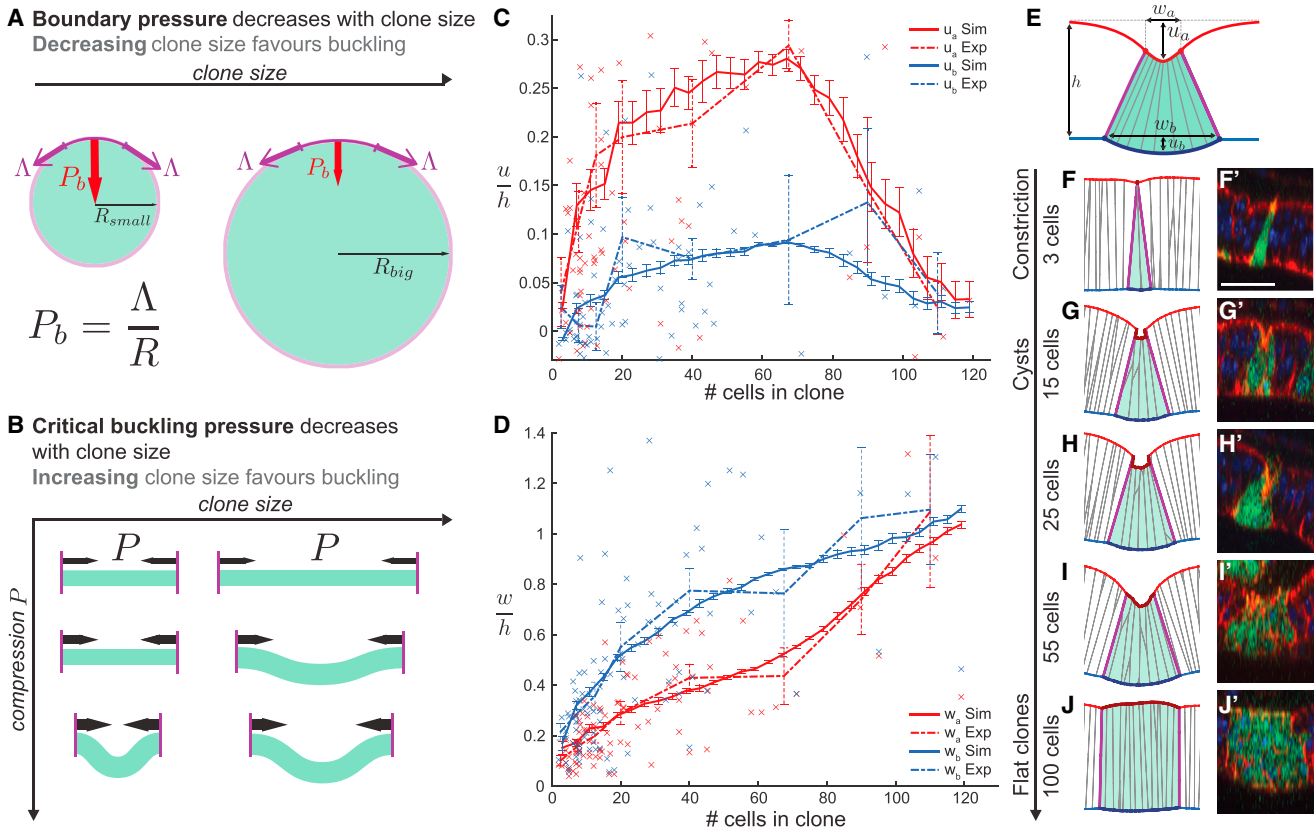 A Boundary pressure decreases with clone size
Decreasing clone size favours buckling
clone size
Λ Λ
P_b
R_small
Λ Λ
P_b
R_big
P_b = Λ / R
B Critical buckling pressure decreases
with clone size
Increasing clone size favours buckling
clone size
compression P
P P
C
u/h
0.3
0.25
0.2
0.15
0.1
0.05
0
0 20 40 60 80 100 120
# cells in clone
u_a Sim
u_a Exp
u_b Sim
u_b Exp
D
w/h
1.4
1.2
1
0.8
0.6
0.4
0.2
0
0 20 40 60 80 100 120
# cells in clone
w_a Sim
w_a Exp
w_b Sim
w_b Exp
E
w_a
u_a
h
w_b
u_b
Constriction
3 cells
F F'
Cysts
15 cells
G G'
25 cells
H H'
55 cells
I I'
Flat clones
100 cells
J J'